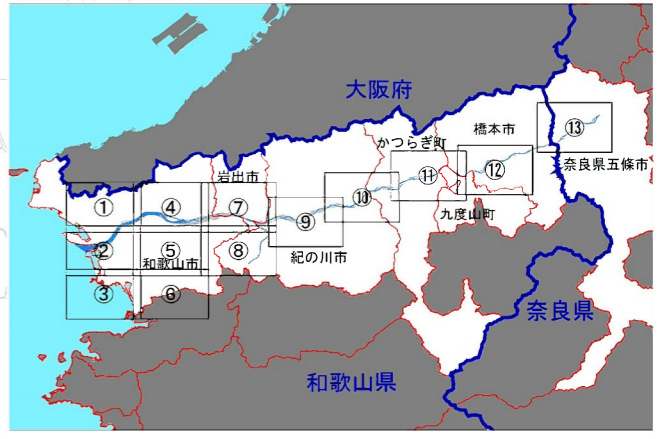 大阪府
橋本市
⑬
かつらぎ町
奈良県五條市
岩出市
⑪
⑫
①
④
⑦
⑩
九度山町
⑨
②
⑤
⑧
紀の川市
和歌山市
③
⑥
奈良県
和歌山県